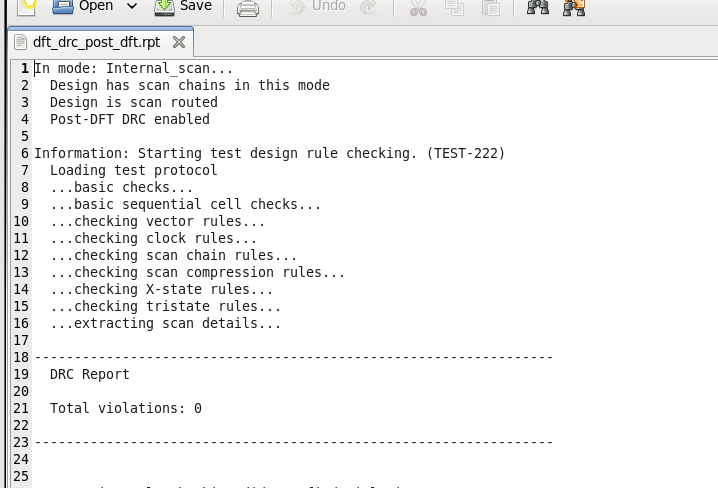 Open Save Undo
dft_drc_post_dft.rpt
1 In mode: Internal_scan...
2 Design has scan chains in this mode
3 Design is scan routed
4 Post-DFT DRC enabled
5
6 Information: Starting test design rule checking. (TEST-222)
7 Loading test protocol
8 ...basic checks...
9 ...basic sequential cell checks...
10 ...checking vector rules...
11 ...checking clock rules...
12 ...checking scan chain rules...
13 ...checking scan compression rules...
14 ...checking X-state rules...
15 ...checking tristate rules...
16 ...extracting scan details...
17
18 -----------------------------------------------------------------
19 DRC Report
20
21 Total violations: 0
22
23 -----------------------------------------------------------------
24
25